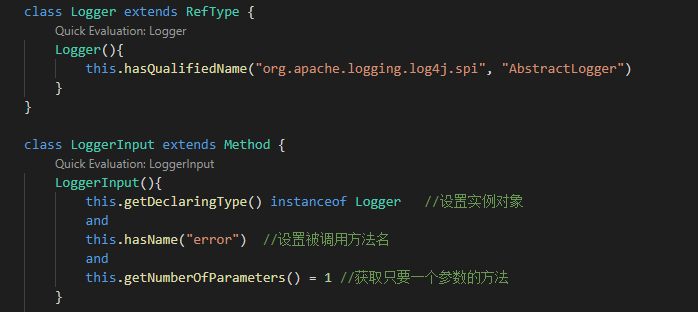 class Logger extends RefType {
Quick Evaluation: Logger
Logger(){
this.hasQualifiedName("org.apache.logging.log4j.spi", "AbstractLogger")
}
}
class LoggerInput extends Method {
Quick Evaluation: LoggerInput
LoggerInput(){
this.getDeclaringType() instanceof Logger //设置实例对象
and
this.hasName("error") //设置被调用方法名
and
this.getNumberOfParameters() = 1 //获取只要一个参数的方法
}